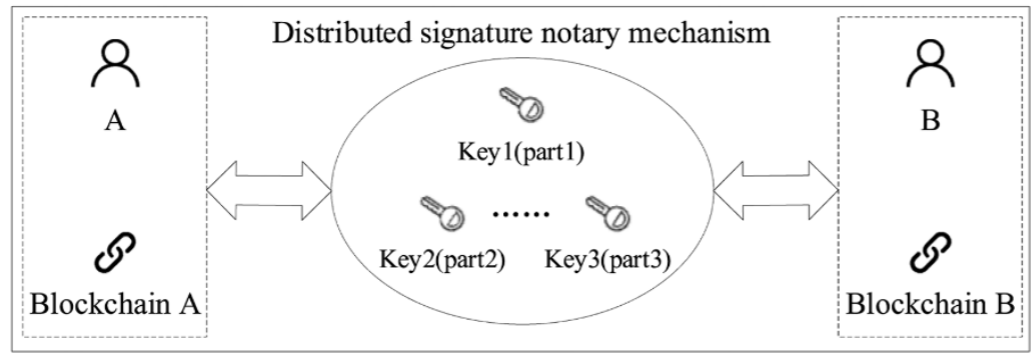 Distributed signature notary mechanism
A
B
Key1(part1)
......
Key2(part2)
Key3(part3)
Blockchain A
Blockchain B